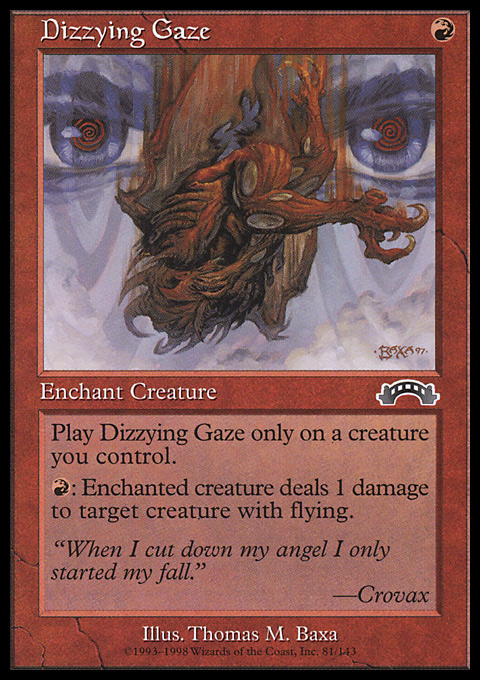 Dizzying Gaze
BAXA 97.
Enchant Creature
Play Dizzying Gaze only on a creature
you control.
: Enchanted creature deals 1 damage
to target creature with flying.
“When I cut down my angel I only
started my fall.”
—Crovax
Illus. Thomas M. Baxa
©1993–1998 Wizards of the Coast, Inc. 81/143